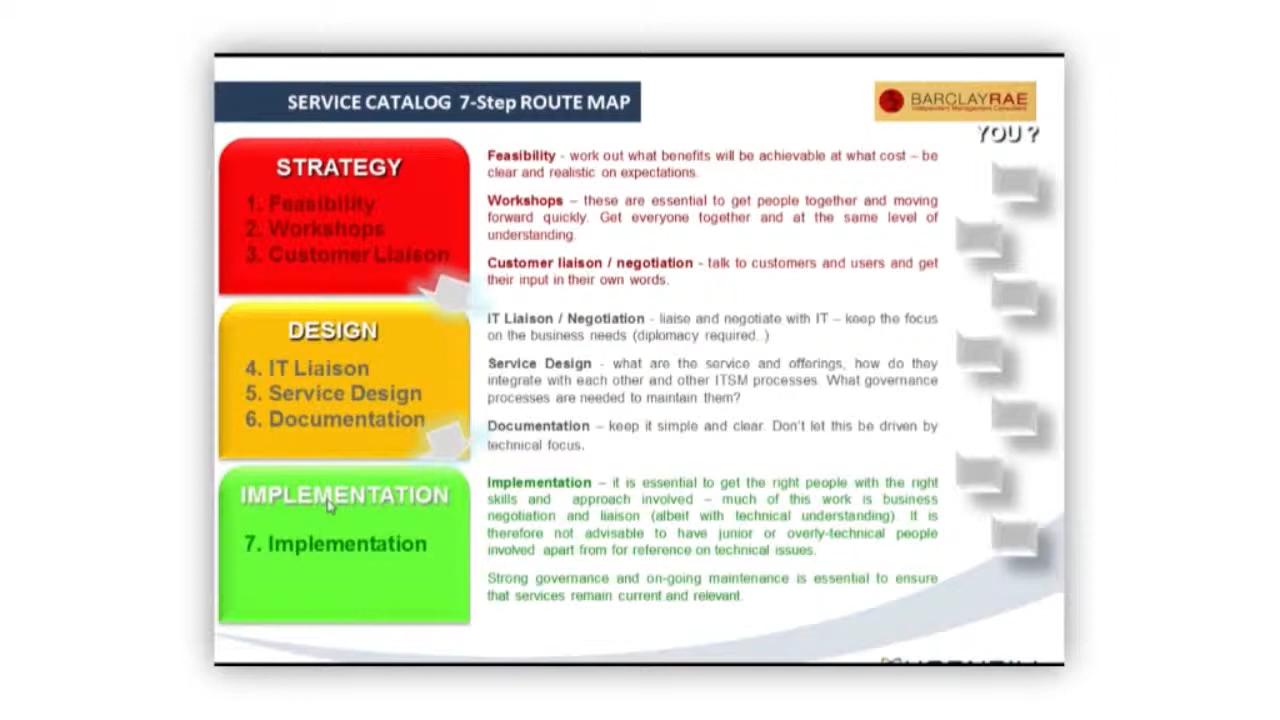 SERVICE CATALOG 7-Step ROUTE MAP
BARCLAYRAE
Independent Management Consultant
YOU ?
STRATEGY
1. Feasibility
2. Workshops
3. Customer Liaison
Feasibility - work out what benefits will be achievable at what cost – be
clear and realistic on expectations.
Workshops – these are essential to get people together and moving
forward quickly. Get everyone together and at the same level of
understanding.
Customer liaison / negotiation - talk to customers and users and get
their input in their own words.
DESIGN
4. IT Liaison
5. Service Design
6. Documentation
IT Liaison / Negotiation - liaise and negotiate with IT – keep the focus
on the business needs (diplomacy required..)
Service Design - what are the service and offerings, how do they
integrate with each other and other ITSM processes. What governance
processes are needed to maintain them?
Documentation – keep it simple and clear. Don't let this be driven by
technical focus.
IMPLEMENTATION
7. Implementation
Implementation – it is essential to get the right people with the right
skills and approach involved – much of this work is business
negotiation and liaison (albeit with technical understanding). It is
therefore not advisable to have junior or overly-technical people
involved apart from for reference on technical issues.
Strong governance and on-going maintenance is essential to ensure
that services remain current and relevant.